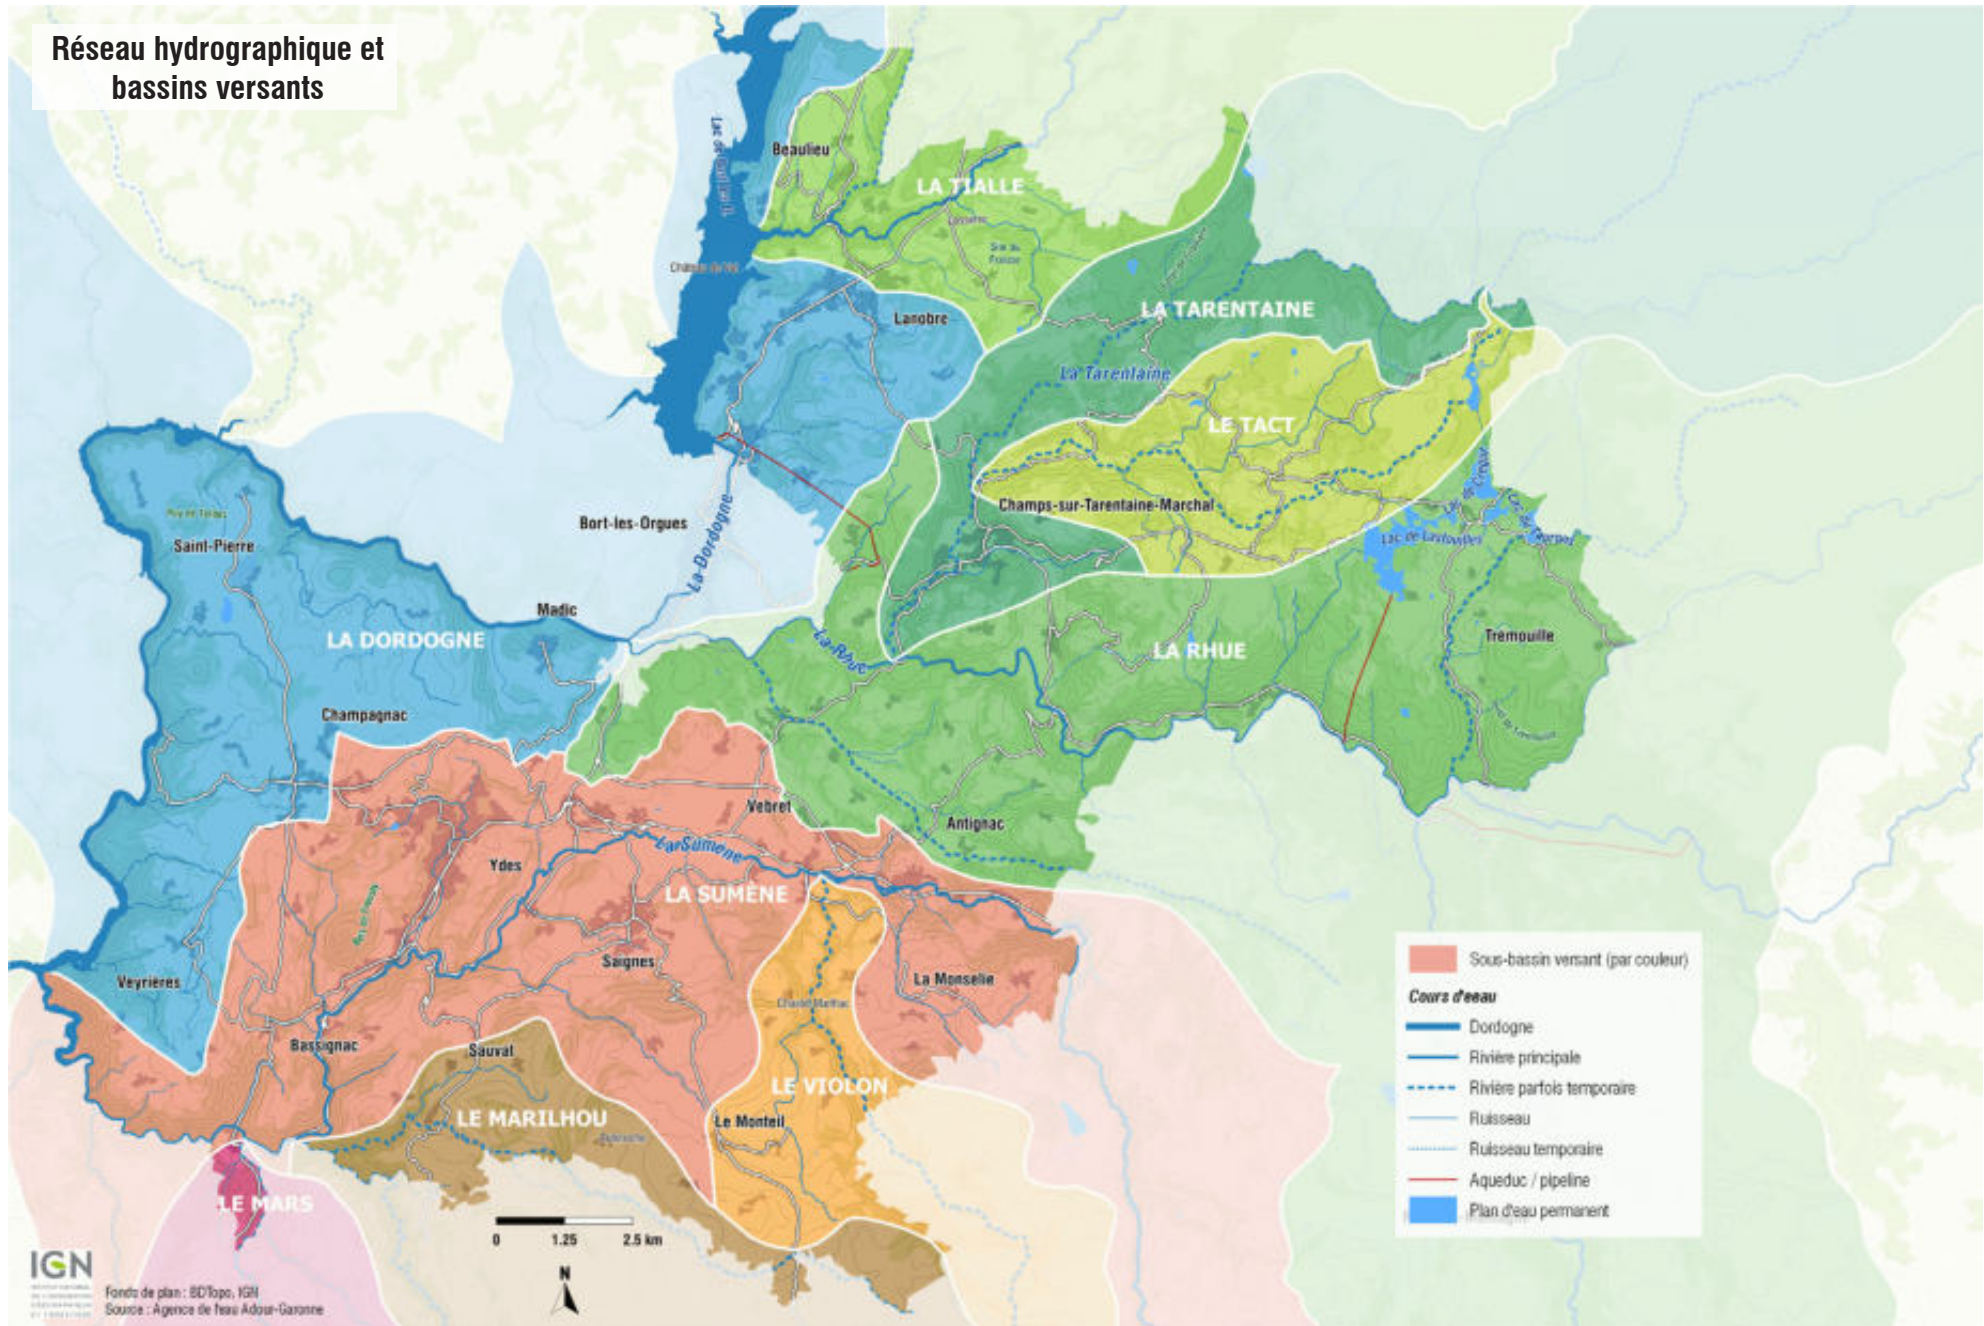 Réseau hydrographique et
bassins versants
Beaulieu
LA TIALLE
Lanobre
LA TARENTAINE
La Tarentaine
LE TACT
Champs-sur-Tarentaine-Marchal
Bort-les-Orgues
La Dordogne
Saint-Pierre
Lac de Lastouilles
Madic
LA DORDOGNE
La Rhue
LA RHUE
Trémouille
Champagnac
Vebret
Antignac
La Sumène
Ydes
LA SUMÈNE
Saignes
La Monselie
Veyrières
Bassignac
Sauvat
LE VIOLON
LE MARILHOU
Le Monteil
LE MARS
Sous-bassin versant (par couleur)
Cours d'eeau
Dordogne
Rivière principale
Rivière parfois temporaire
Ruisseau
Ruisseau temporaire
Aqueduc / pipeline
Plan d'eau permanent
0 1.25 2.5 km
N
IGN
Fonds de plan : BDTopo, IGN
Source : Agence de l'eau Adour-Garonne